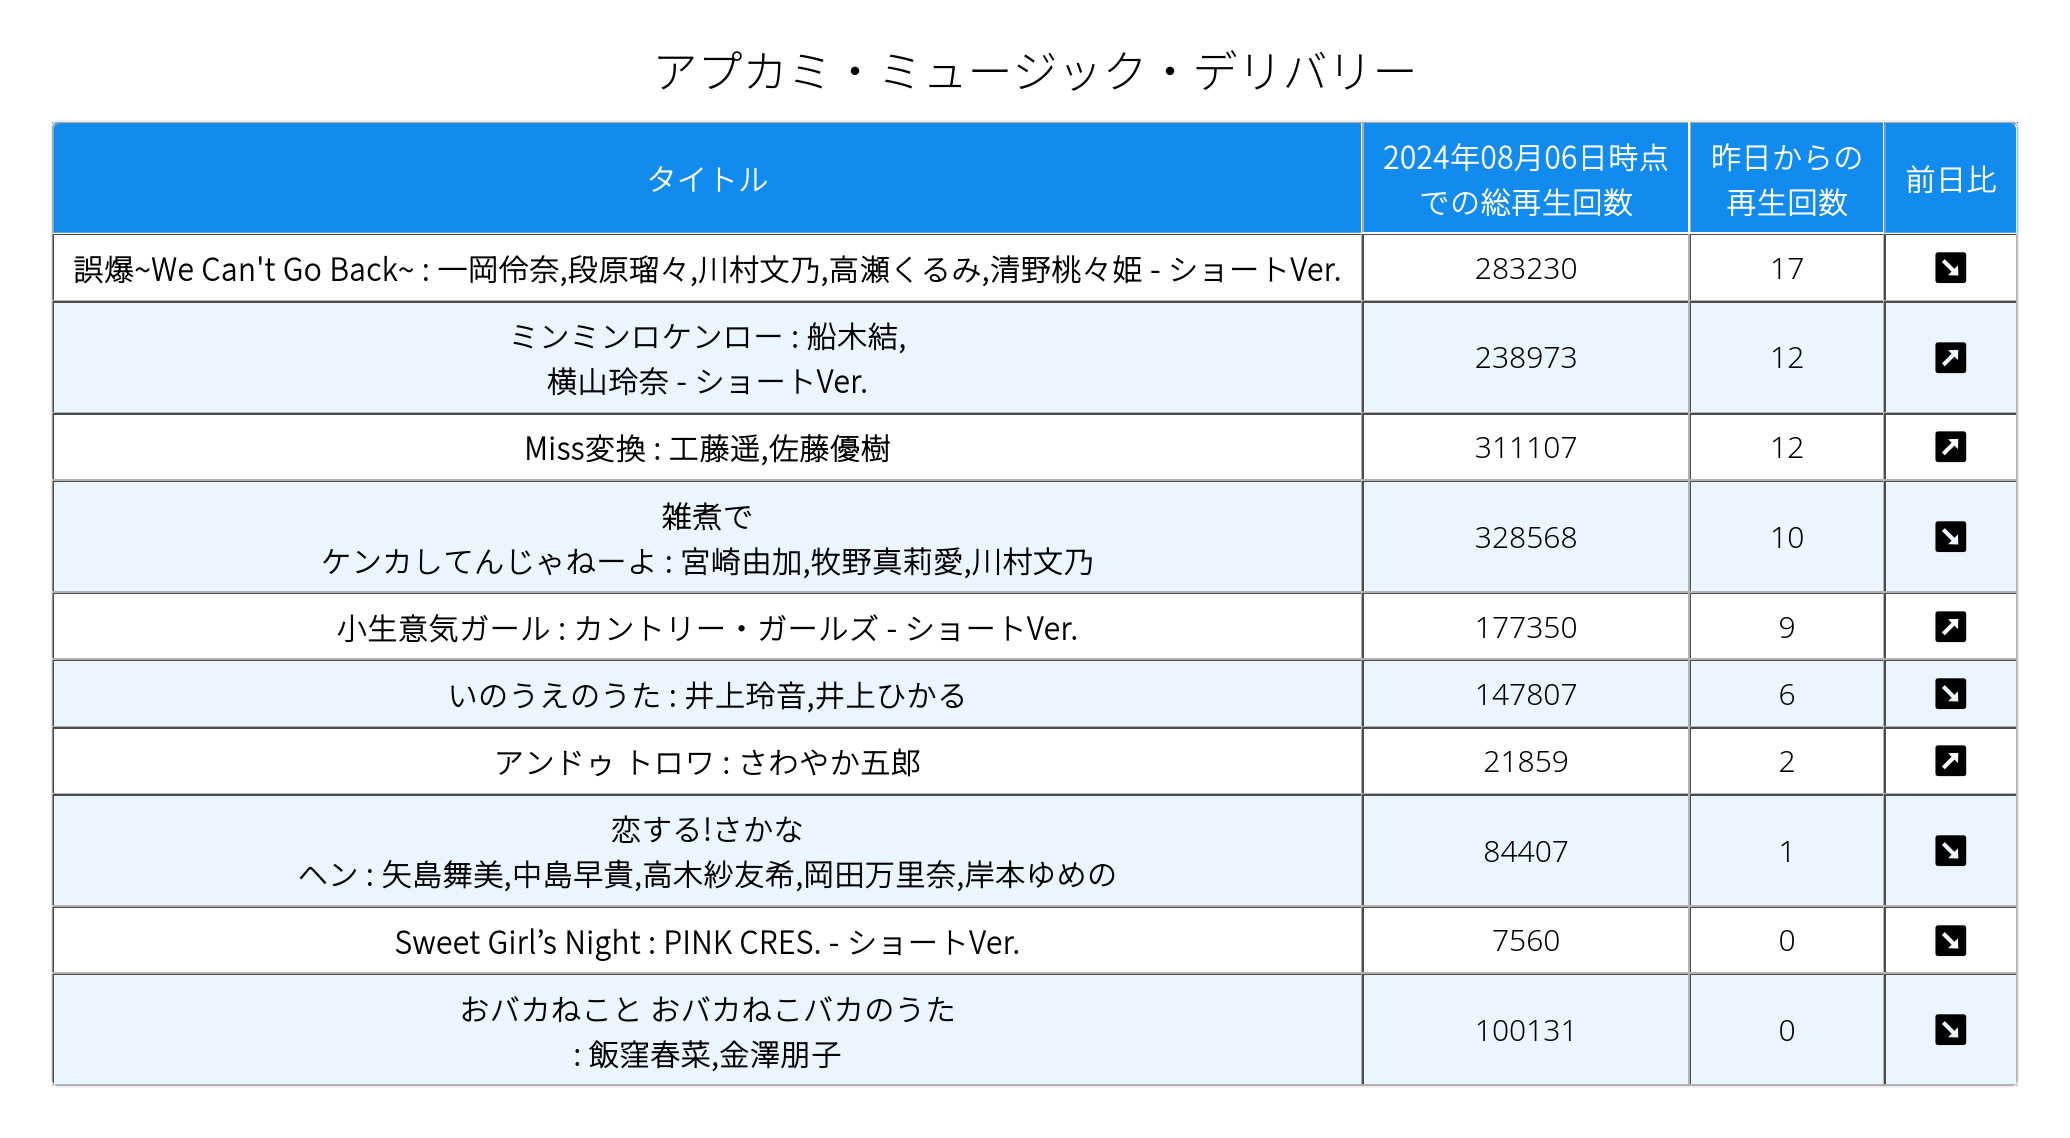 アプカミ・ミュージック・デリバリー
タイトル
2024年08月06日時点
での総再生回数
昨日からの
再生回数
前日比
誤爆~We Can't Go Back~ : 一岡伶奈,段原瑠々,川村文乃,高瀬くるみ,清野桃々姫 - ショートVer.
283230
17
↘
ミンミンロケンロー : 船木結,
横山玲奈 - ショートVer.
238973
12
↗
Miss変換 : 工藤遥,佐藤優樹
311107
12
↗
雑煮で
ケンカしてんじゃねーよ : 宮崎由加,牧野真莉愛,川村文乃
328568
10
↘
小生意気ガール : カントリー・ガールズ - ショートVer.
177350
9
↗
いのうえのうた : 井上玲音,井上ひかる
147807
6
↘
アンドゥ トロワ : さわやか五郎
21859
2
↗
恋する!さかな
ヘン : 矢島舞美,中島早貴,高木紗友希,岡田万里奈,岸本ゆめの
84407
1
↘
Sweet Girl’s Night : PINK CRES. - ショートVer.
7560
0
↘
おバカねこと おバカねこバカのうた
: 飯窪春菜,金澤朋子
100131
0
↘